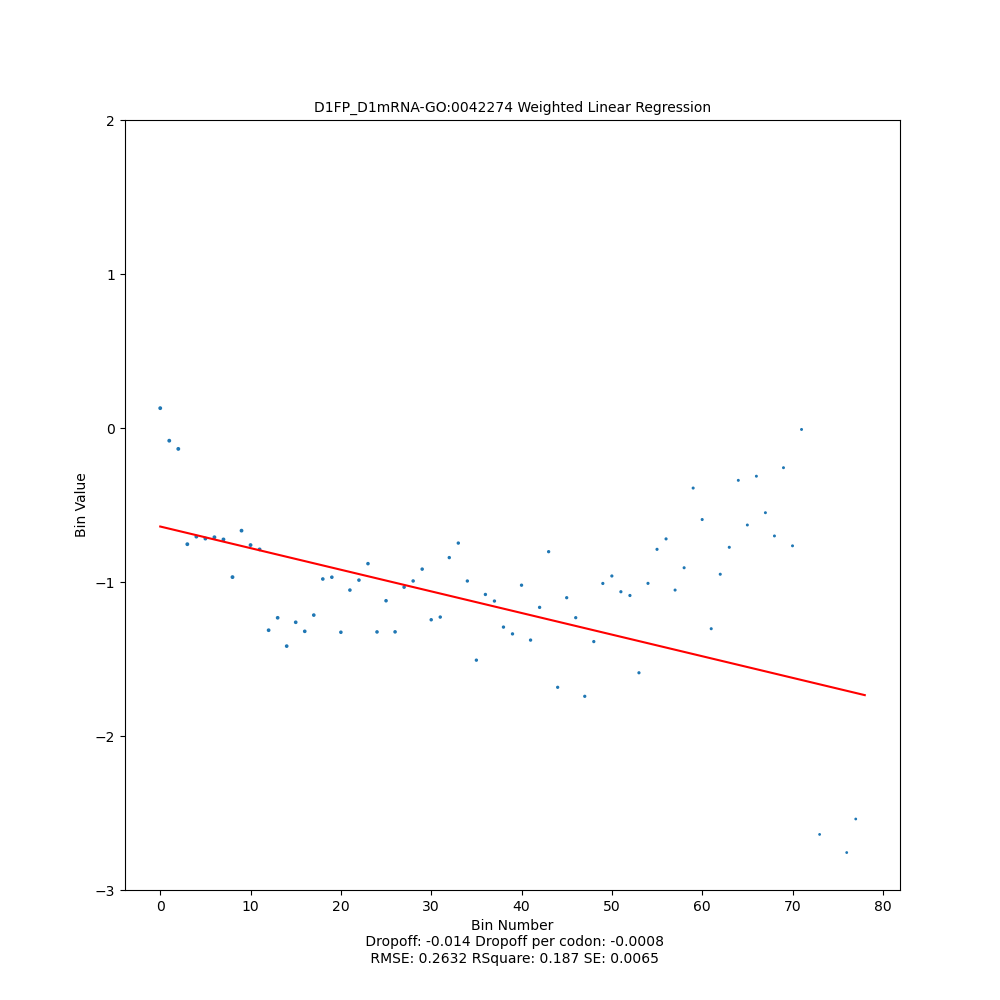 D1FP_D1mRNA-GO:0042274 Weighted Linear Regression
2
1
0
−1
−2
−3
Bin Value
0 10 20 30 40 50 60 70 80
Bin Number
Dropoff: -0.014 Dropoff per codon: -0.0008
RMSE: 0.2632 RSquare: 0.187 SE: 0.0065